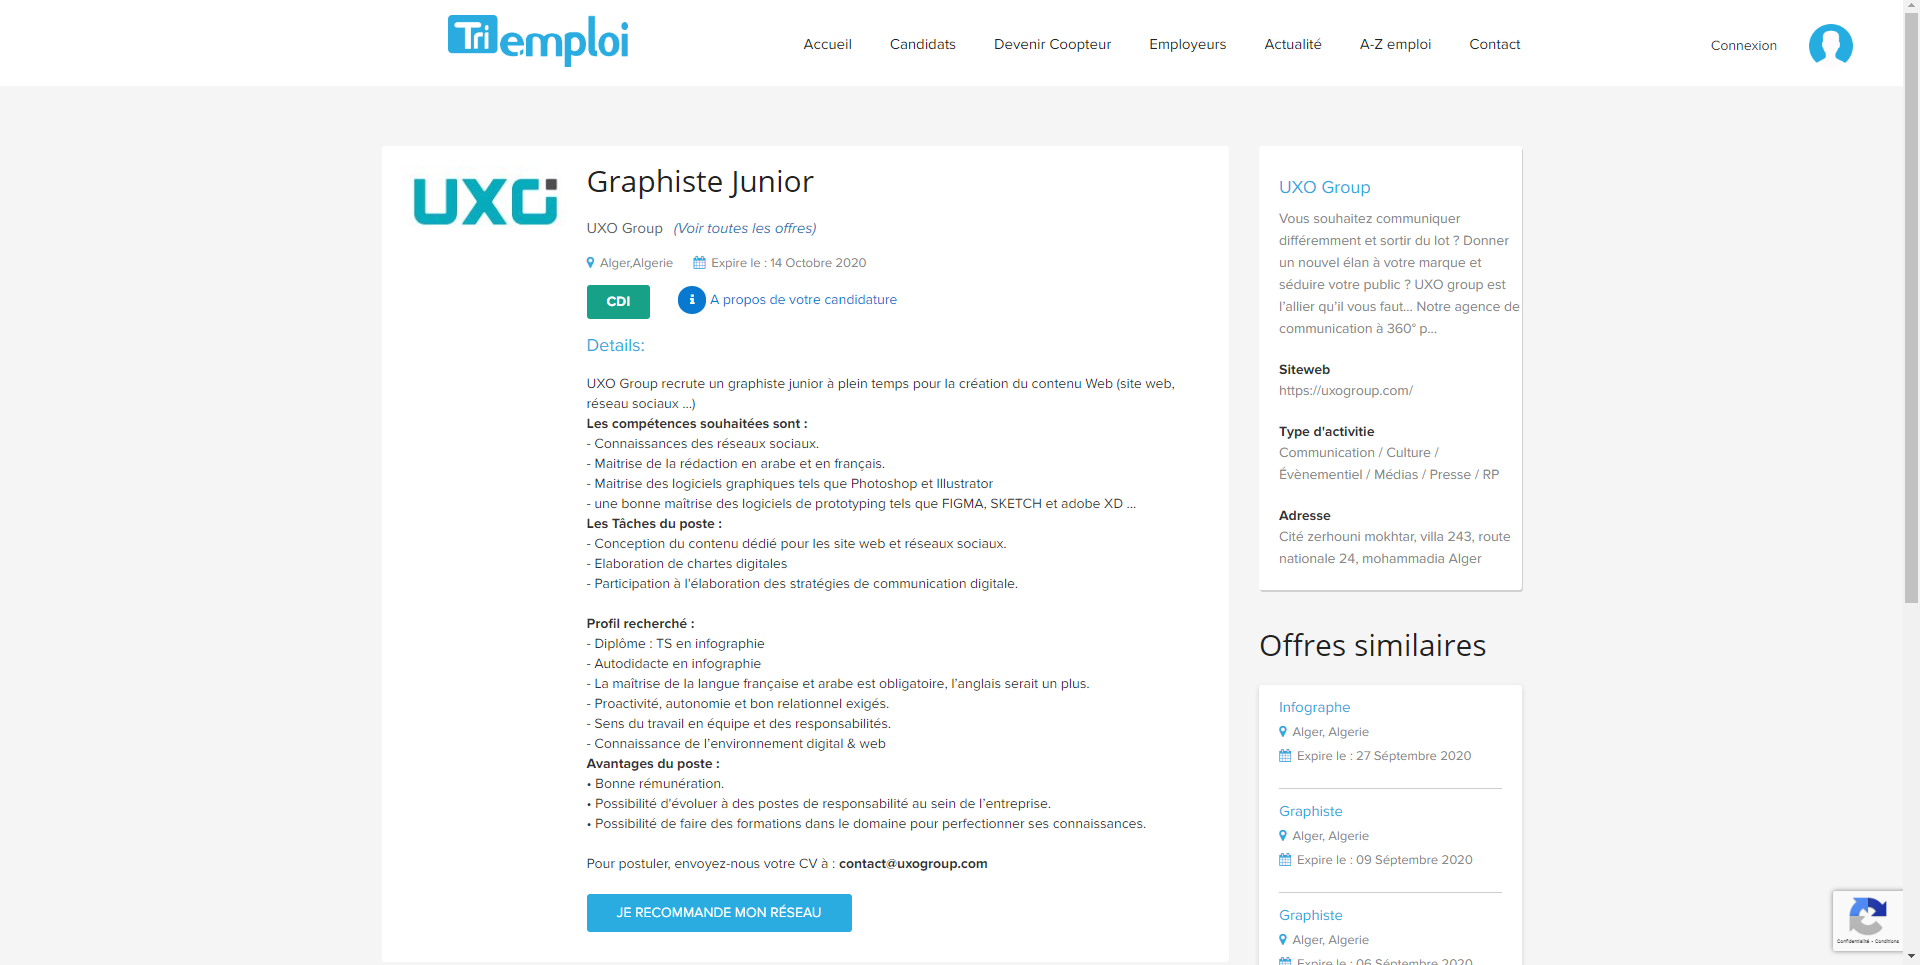 Tri emploi
Accueil
Candidats
Devenir Coopteur
Employeurs
Actualité
A-Z emploi
Contact
Connexion
UXG
Graphiste Junior
UXO Group (Voir toutes les offres)
Alger,Algerie Expire le : 14 Octobre 2020
CDI
A propos de votre candidature
Details:
UXO Group recrute un graphiste junior à plein temps pour la création du contenu Web (site web,
réseau sociaux ...)
Les compétences souhaitées sont :
- Connaissances des réseaux sociaux.
- Maitrise de la rédaction en arabe et en français.
- Maitrise des logiciels graphiques tels que Photoshop et Illustrator
- une bonne maîtrise des logiciels de prototyping tels que FIGMA, SKETCH et adobe XD ...
Les Tâches du poste :
- Conception du contenu dédié pour les site web et réseaux sociaux.
- Elaboration de chartes digitales
- Participation à l'élaboration des stratégies de communication digitale.
Profil recherché :
- Diplôme : TS en infographie
- Autodidacte en infographie
- La maîtrise de la langue française et arabe est obligatoire, l'anglais serait un plus.
- Proactivité, autonomie et bon relationnel exigés.
- Sens du travail en équipe et des responsabilités.
- Connaissance de l'environnement digital & web
Avantages du poste :
• Bonne rémunération.
• Possibilité d'évoluer à des postes de responsabilité au sein de l'entreprise.
• Possibilité de faire des formations dans le domaine pour perfectionner ses connaissances.
Pour postuler, envoyez-nous votre CV à : contact@uxogroup.com
JE RECOMMANDE MON RÉSEAU
UXO Group
Vous souhaitez communiquer
différemment et sortir du lot ? Donner
un nouvel élan à votre marque et
séduire votre public ? UXO group est
l'allier qu'il vous faut... Notre agence de
communication à 360° p...
Siteweb
https://uxogroup.com/
Type d'activitie
Communication / Culture /
Évènementiel / Médias / Presse / RP
Adresse
Cité zerhouni mokhtar, villa 243, route
nationale 24, mohammadia Alger
Offres similaires
Infographe
Alger, Algerie
Expire le : 27 Séptembre 2020
Graphiste
Alger, Algerie
Expire le : 09 Séptembre 2020
Graphiste
Alger, Algerie
Expire le : 06 Séptembre 2020
Confidentialité - Conditions